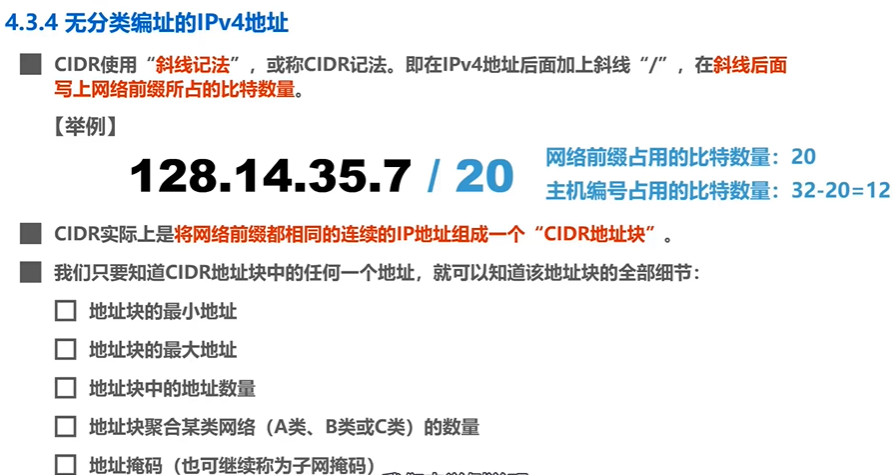 4.3.4 无分类编址的IPv4地址
CIDR使用“斜线记法”，或称CIDR记法。即在IPv4地址后面加上斜线“/”，在斜线后面
写上网络前缀所占的比特数量。
【举例】
128.14.35.7 / 20
网络前缀占用的比特数量：20
主机编号占用的比特数量：32-20=12
CIDR实际上是将网络前缀都相同的连续的IP地址组成一个“CIDR地址块”。
我们只要知道CIDR地址块中的任何一个地址，就可以知道该地址块的全部细节：
地址块的最小地址
地址块的最大地址
地址块中的地址数量
地址块聚合某类网络（A类、B类或C类）的数量
地址掩码（也可继续称为子网掩码）